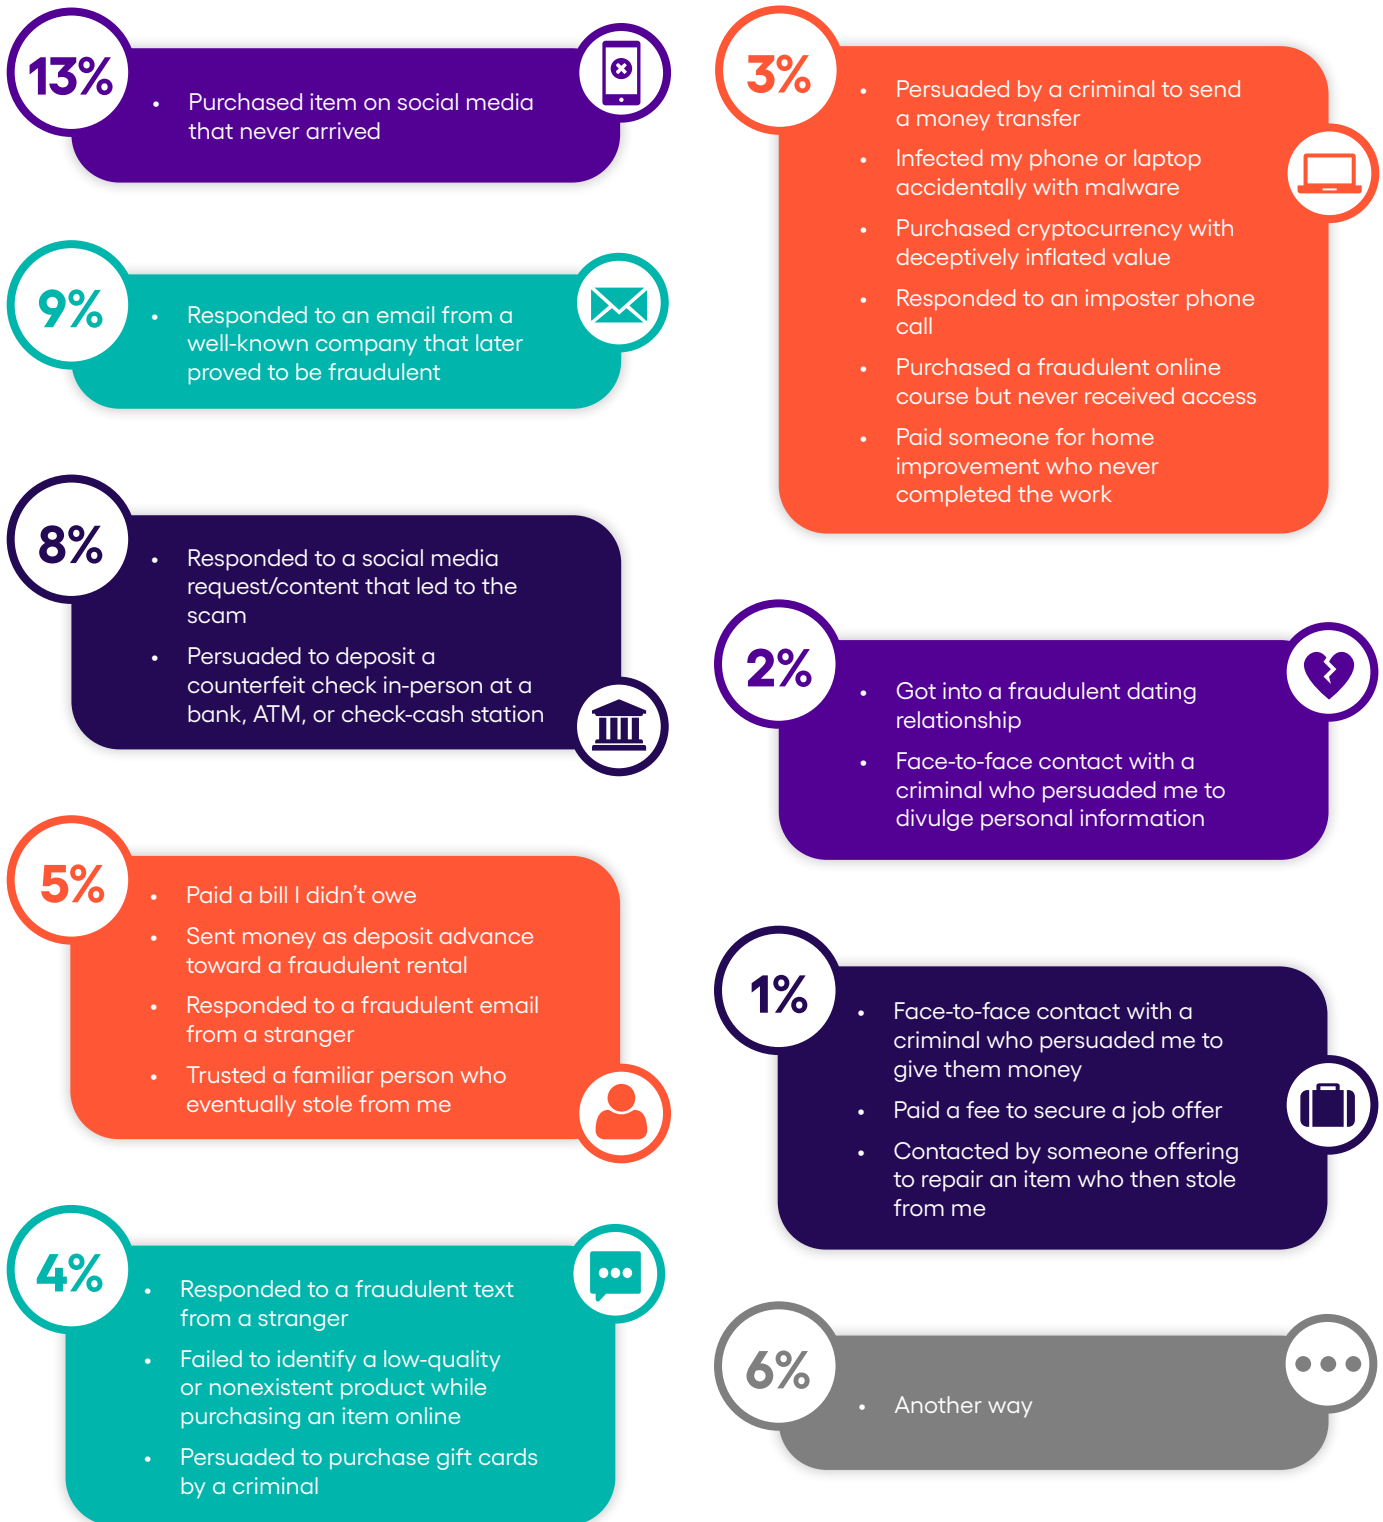 13%
• Purchased item on social media
that never arrived
9%
• Responded to an email from a
well-known company that later
proved to be fraudulent
8%
• Responded to a social media
request/content that led to the
scam
• Persuaded to deposit a
counterfeit check in-person at a
bank, ATM, or check-cash station
5%
• Paid a bill I didn’t owe
• Sent money as deposit advance
toward a fraudulent rental
• Responded to a fraudulent email
from a stranger
• Trusted a familiar person who
eventually stole from me
4%
• Responded to a fraudulent text
from a stranger
• Failed to identify a low-quality
or nonexistent product while
purchasing an item online
• Persuaded to purchase gift cards
by a criminal
3%
• Persuaded by a criminal to send
a money transfer
• Infected my phone or laptop
accidentally with malware
• Purchased cryptocurrency with
deceptively inflated value
• Responded to an imposter phone
call
• Purchased a fraudulent online
course but never received access
• Paid someone for home
improvement who never
completed the work
2%
• Got into a fraudulent dating
relationship
• Face-to-face contact with a
criminal who persuaded me to
divulge personal information
1%
• Face-to-face contact with a
criminal who persuaded me to
give them money
• Paid a fee to secure a job offer
• Contacted by someone offering
to repair an item who then stole
from me
6%
• Another way